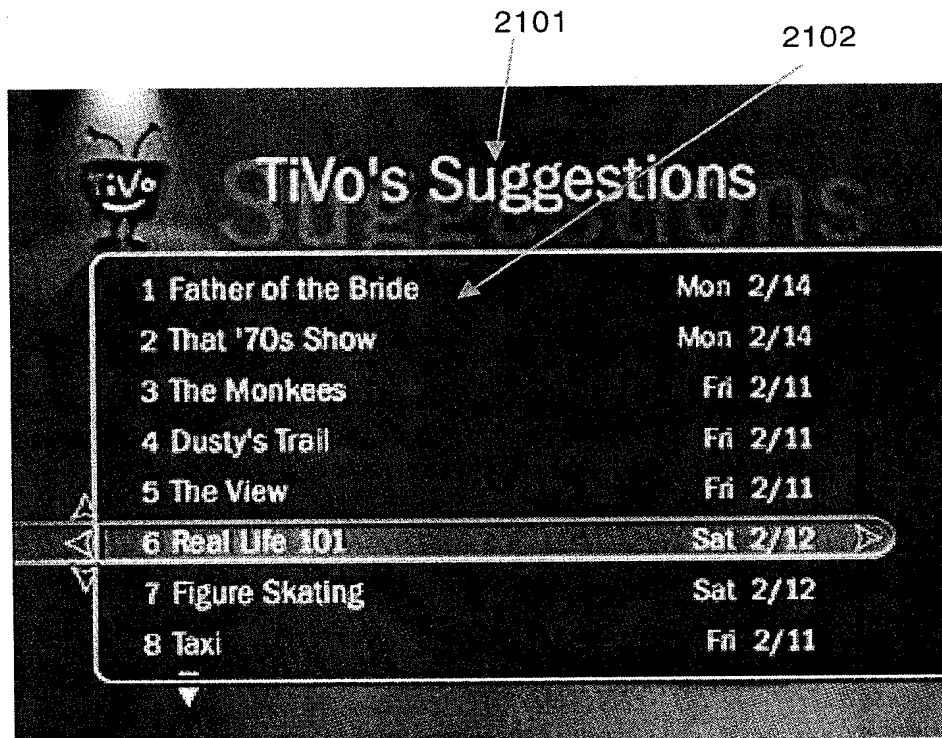 2101
2102
TiVo
TiVo's Suggestions
Suggestions
1 Father of the Bride Mon 2/14
2 That '70s Show Mon 2/14
3 The Monkees Fri 2/11
4 Dusty's Trail Fri 2/11
5 The View Fri 2/11
6 Real Life 101 Sat 2/12
7 Figure Skating Sat 2/12
8 Taxi Fri 2/11